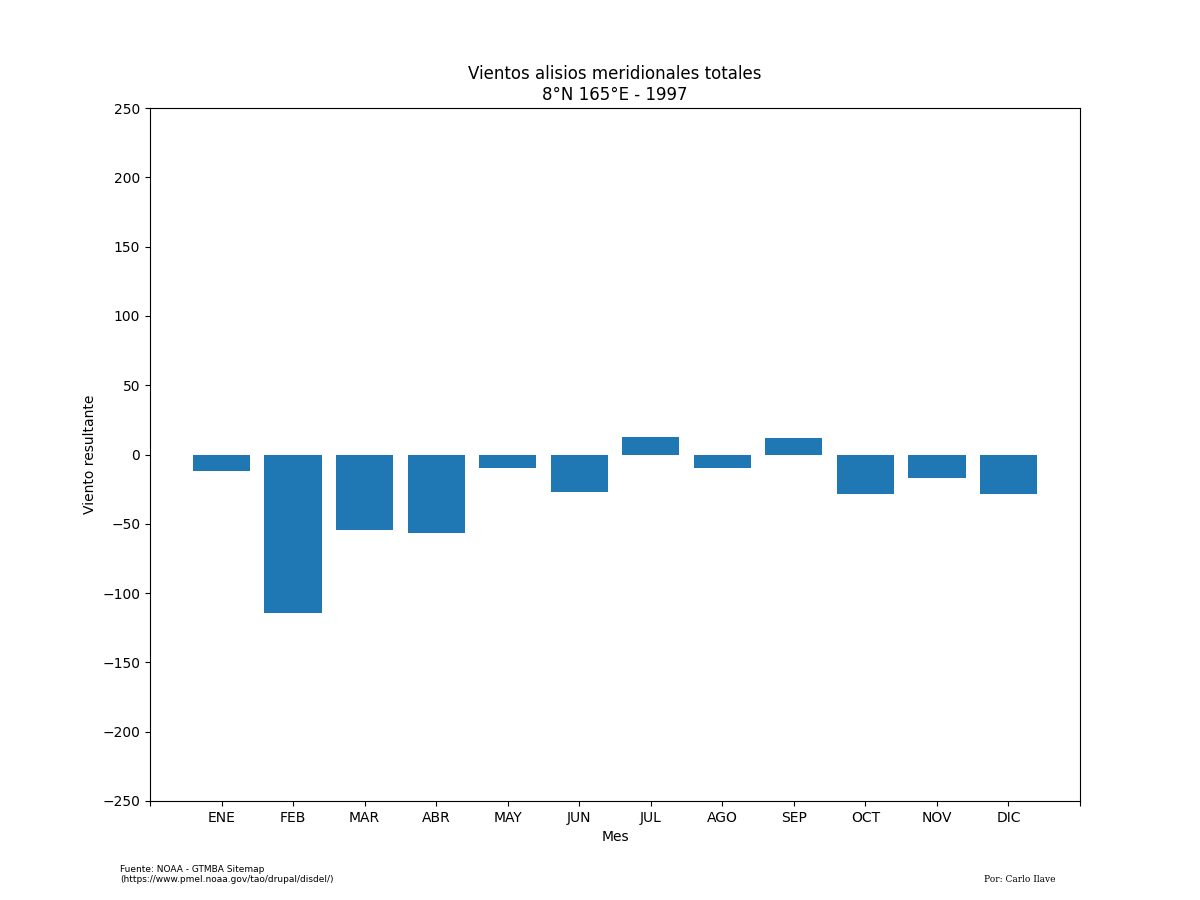 Vientos alisios meridionales totales
8°N 165°E - 1997
250
200
150
100
50
0
−50
−100
−150
−200
−250
Viento resultante
ENE FEB MAR ABR MAY JUN JUL AGO SEP OCT NOV DIC
Mes
Fuente: NOAA - GTMBA Sitemap
(https://www.pmel.noaa.gov/tao/drupal/disdel/)
Por: Carlo Ilave